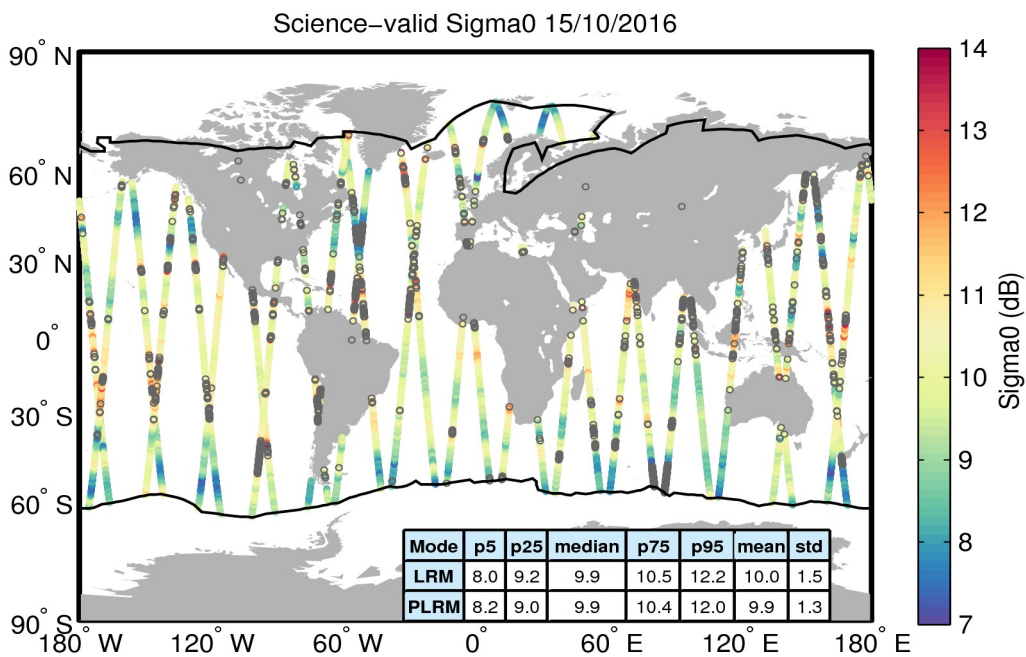 Science−valid Sigma0 15/10/2016
90° N
60° N
30° N
0°
30° S
60° S
90° S
180° W
120° W
60° W
0°
60° E
120° E
180° E
14
13
12
11
10
9
8
7
Sigma0 (dB)
Mode p5 p25 median p75 p95 mean std
LRM 8.0 9.2 9.9 10.5 12.2 10.0 1.5
PLRM 8.2 9.0 9.9 10.4 12.0 9.9 1.3